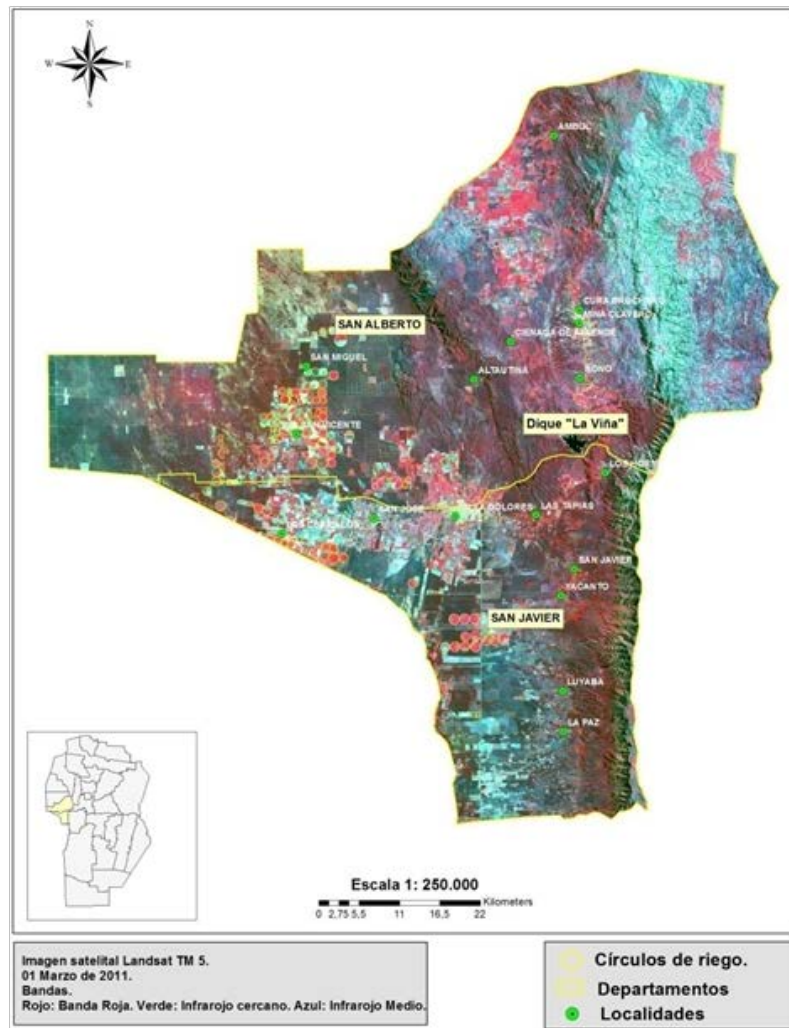 N
W
E
S
AMBUL
CURA BROCHERO
MINA CLAVERO
SAN ALBERTO
CIENAGA DE ALLENDE
SAN MIGUEL
ALTAUTINA
NONO
VICENTE
Dique "La Viña"
LOS
SAN JOSE
DOLORES
LAS TAPIAS
LOS CERRILLOS
SAN JAVIER
YACANTO
SAN JAVIER
LUYABA
LA PAZ
Escala 1: 250.000
Kilometers
0 2,75 5,5 11 16,5 22
Imagen satelital Landsat TM 5.
01 Marzo de 2011.
Bandas.
Rojo: Banda Roja. Verde: Infrarojo cercano. Azul: Infrarojo Medio.
Círculos de riego.
Departamentos
Localidades